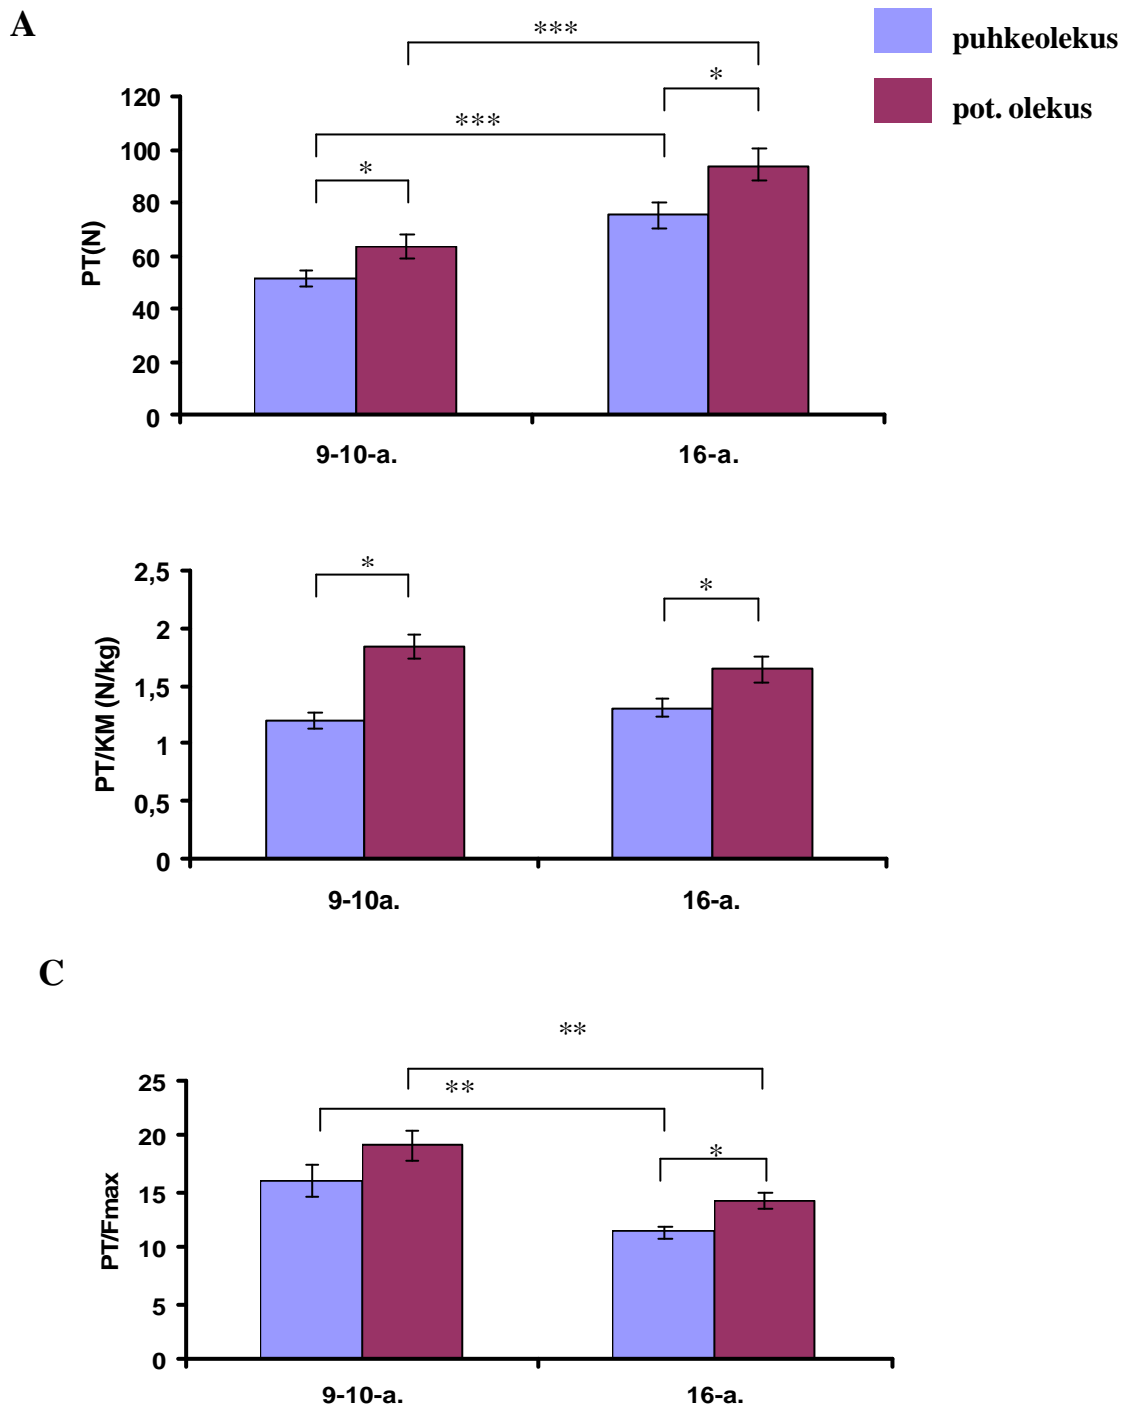 A
puhkeolekus
pot. olekus
***
*
***
*
120
100
80
60
40
20
0
PT(N)
9-10-a.
16-a.
*
*
2,5
2
1,5
1
0,5
0
PT/KM (N/kg)
9-10a.
16-a.
C
**
**
*
25
20
15
10
5
0
PT/Fmax
9-10-a.
16-a.